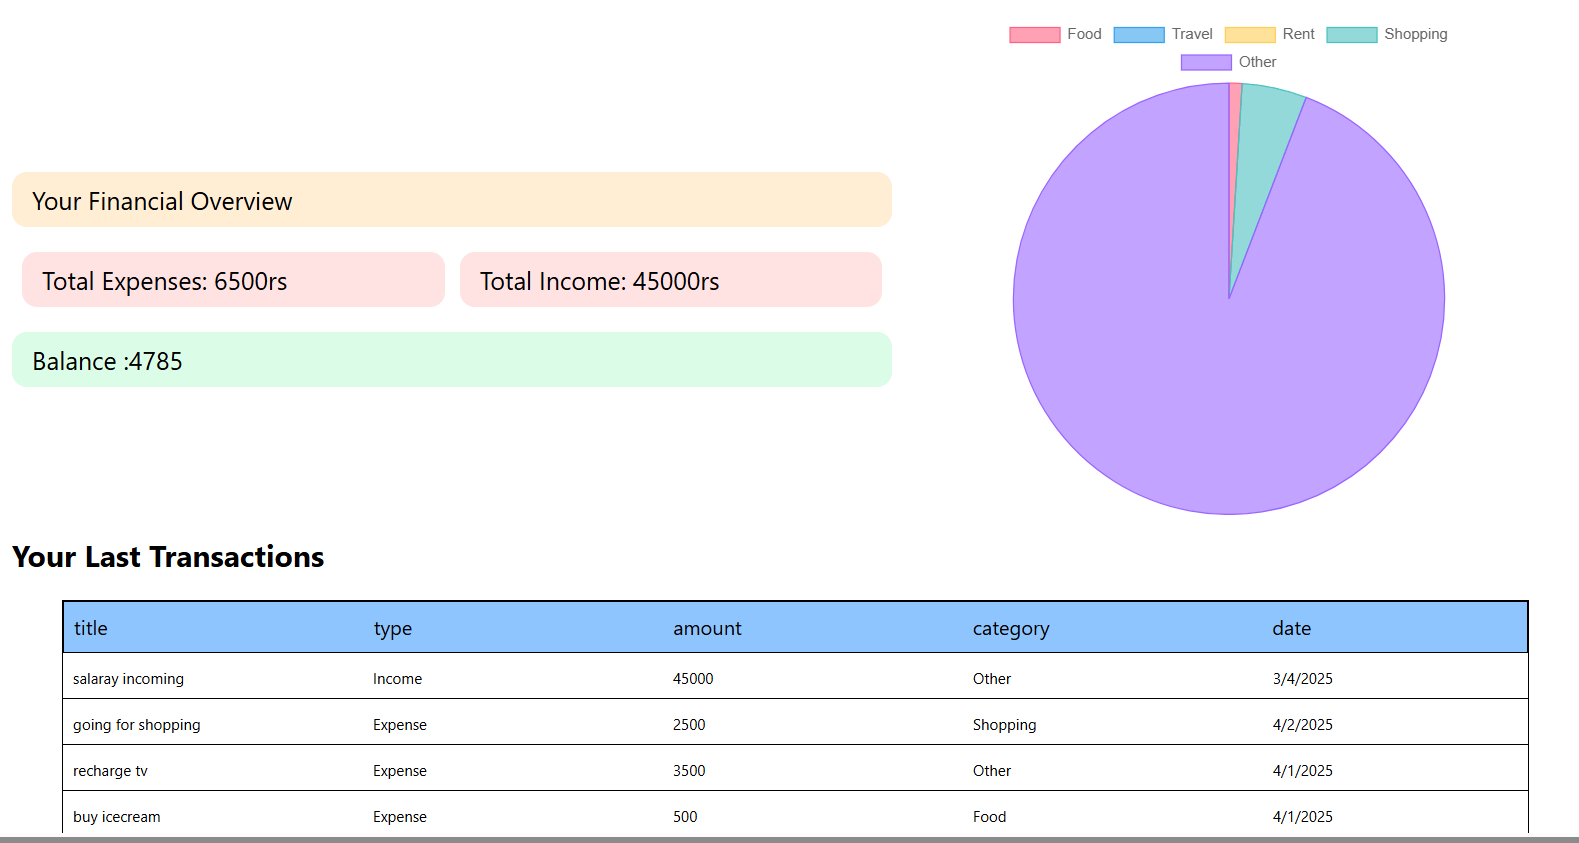 Food Travel Rent Shopping
Other
Your Financial Overview
Total Expenses: 6500rs Total Income: 45000rs
Balance :4785
Your Last Transactions
title type amount category date
salaray incoming Income 45000 Other 3/4/2025
going for shopping Expense 2500 Shopping 4/2/2025
recharge tv Expense 3500 Other 4/1/2025
buy icecream Expense 500 Food 4/1/2025